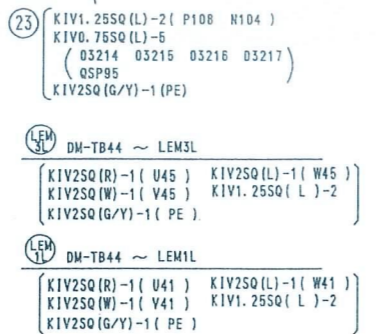 23 KIV1.25SQ(L)-2( P108 N104 )
KIV0.75SQ(L)-5
( 03214 03215 03216 03217 )
QSP95
KIV2SQ(G/Y)-1(PE)
LEM 3L DM-TB44 ~ LEM3L
KIV2SQ(R)-1( U45 ) KIV2SQ(L)-1( W45 )
KIV2SQ(W)-1( V45 ) KIV1.25SQ( L )-2
KIV2SQ(G/Y)-1( PE )
LEM 1L DM-TB44 ~ LEM1L
KIV2SQ(R)-1( U41 ) KIV2SQ(L)-1( W41 )
KIV2SQ(W)-1( V41 ) KIV1.25SQ( L )-2
KIV2SQ(G/Y)-1( PE )